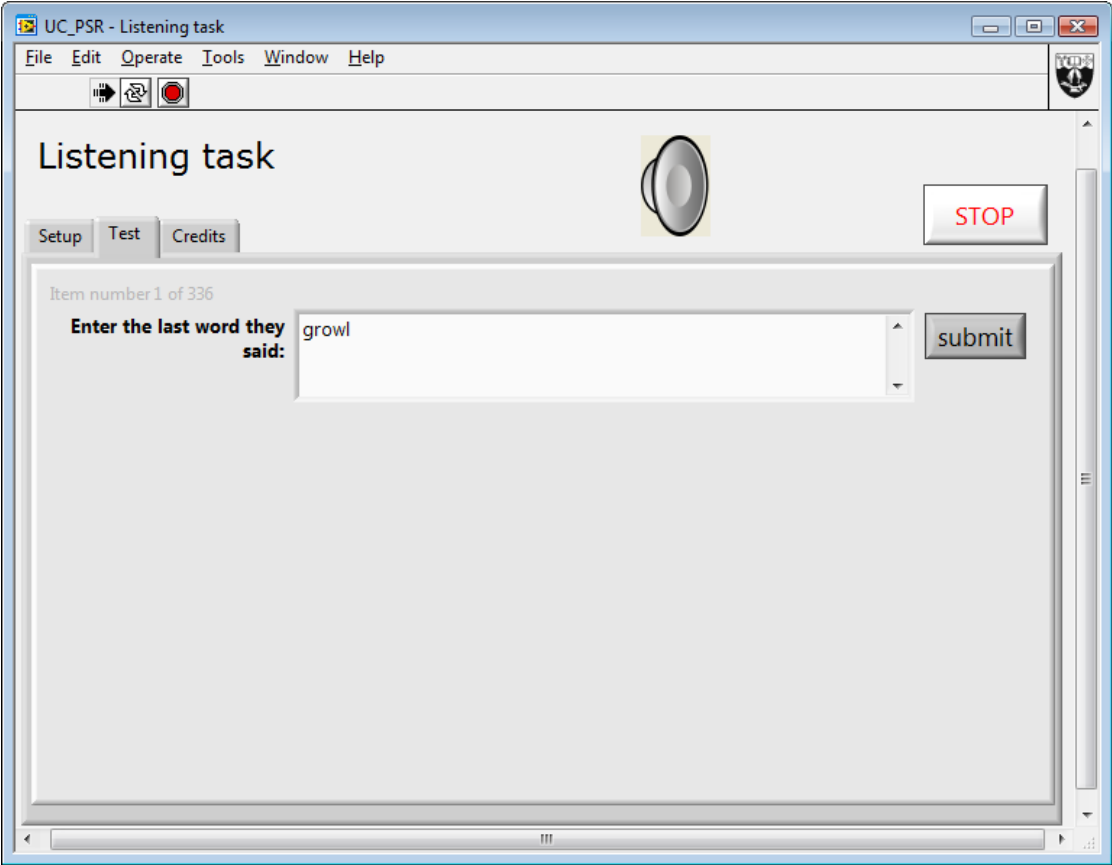 UC_PSR - Listening task
File Edit Operate Tools Window Help
Listening task
STOP
Setup Test Credits
Item number 1 of 336
Enter the last word they
said:
growl
submit